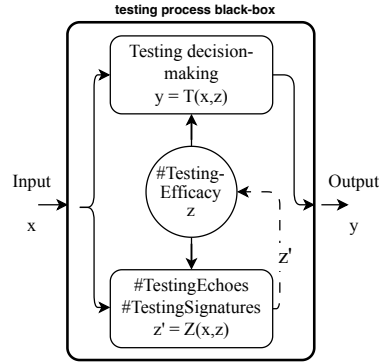 testing process black-box
Testing decision-
making
y = T(x,z)
#Testing-
Efficacy
z
Input
x
Output
y
z'
#TestingEchoes
#TestingSignatures
z' = Z(x,z)